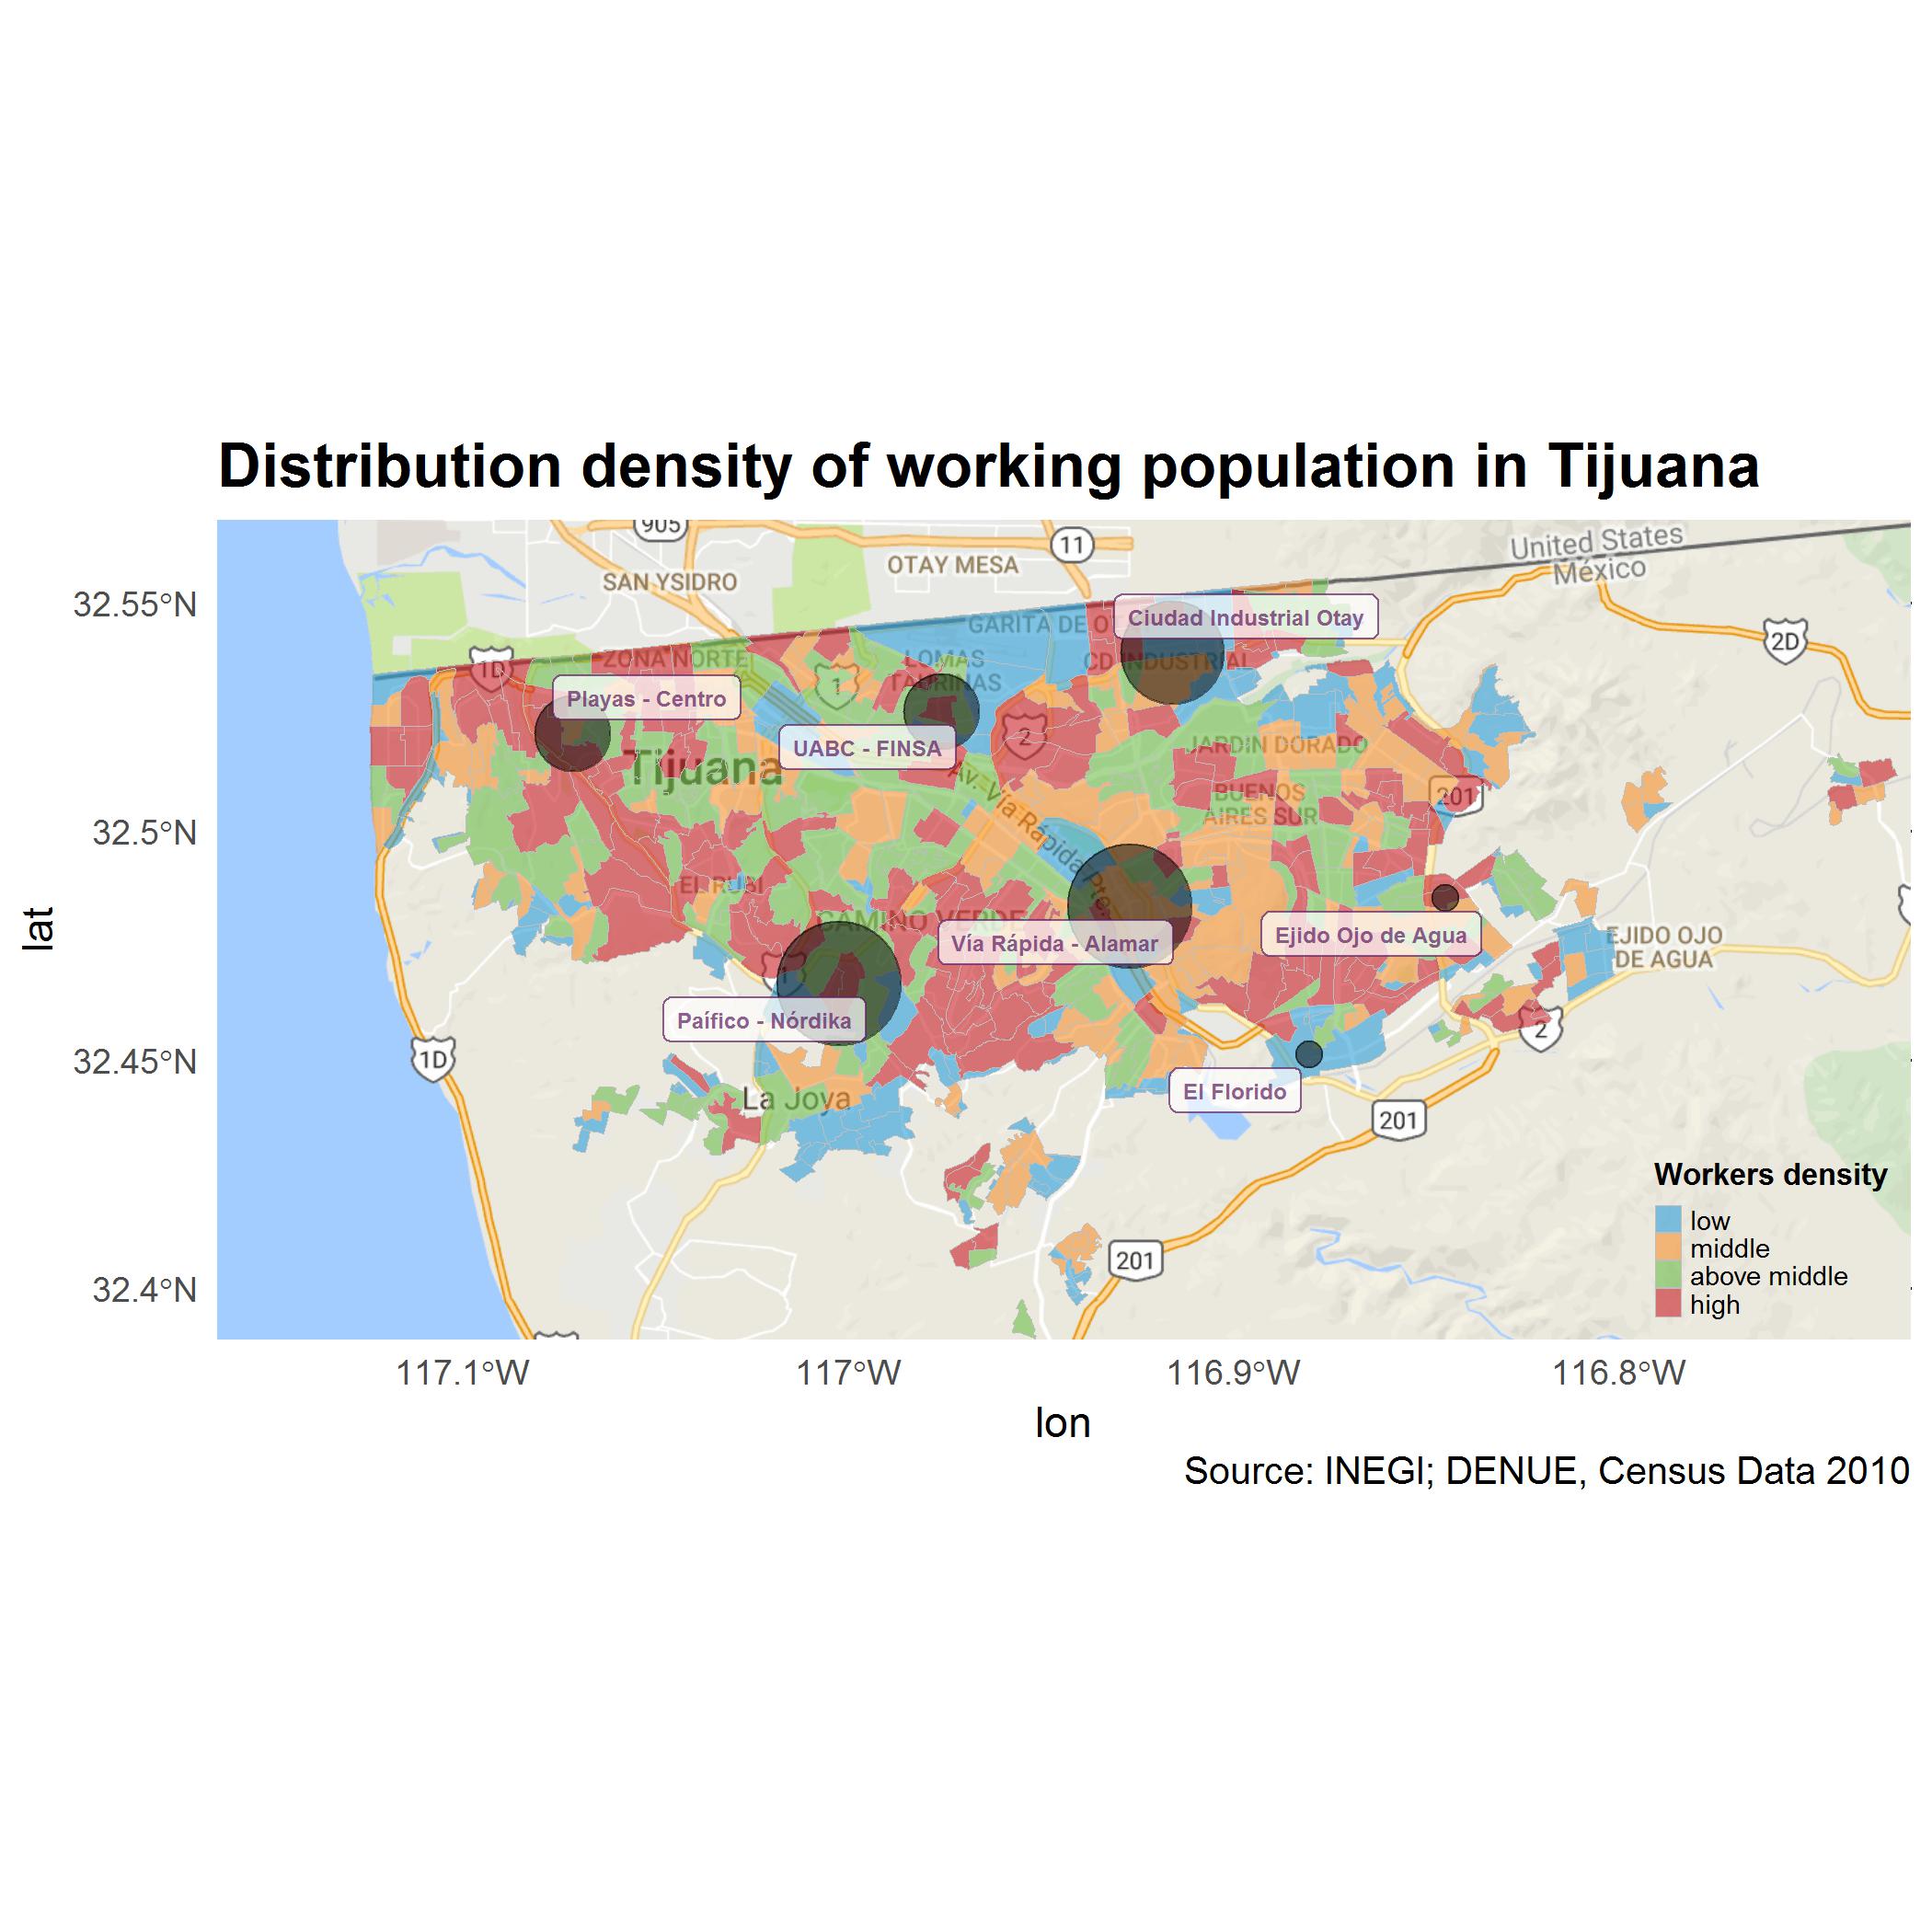 Distribution density of working population in Tijuana
905
11
United States
México
OTAY MESA
SAN YSIDRO
32.55°N
Ciudad Industrial Otay
GARITA DE O
2D
ZONA NORTE
1D
LOMAS
TAURINAS
CD INDUSTRIAL
1
Playas - Centro
2
UABC - FINSA
JARDIN DORADO
Tijuana
Av. Vía Rápida Pte.
BUENOS
AIRES SUR
201
32.5°N
EL RUBI
CAMINO VERDE
Vía Rápida - Alamar
Ejido Ojo de Agua
EJIDO OJO
DE AGUA
lat
1
Paífico - Nórdika
2
32.45°N
1D
El Florido
La Joya
201
Workers density
low
middle
above middle
high
201
32.4°N
117.1°W
117°W
116.9°W
116.8°W
lon
Source: INEGI; DENUE, Census Data 2010